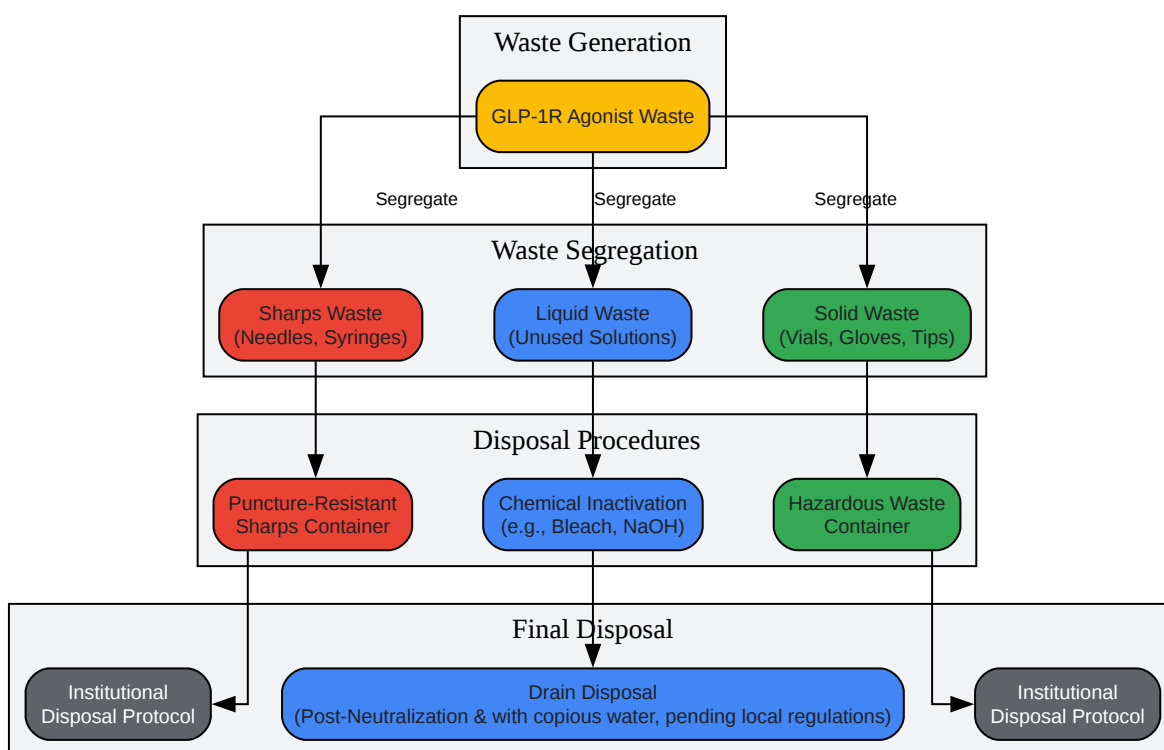 Waste Generation
GLP-1R Agonist Waste
Segregate
Segregate
Segregate
Waste Segregation
Sharps Waste
(Needles, Syringes)
Liquid Waste
(Unused Solutions)
Solid Waste
(Vials, Gloves, Tips)
Disposal Procedures
Puncture-Resistant
Sharps Container
Chemical Inactivation
(e.g., Bleach, NaOH)
Hazardous Waste
Container
Final Disposal
Institutional
Disposal Protocol
Drain Disposal
(Post-Neutralization & with copious water, pending local regulations)
Institutional
Disposal Protocol